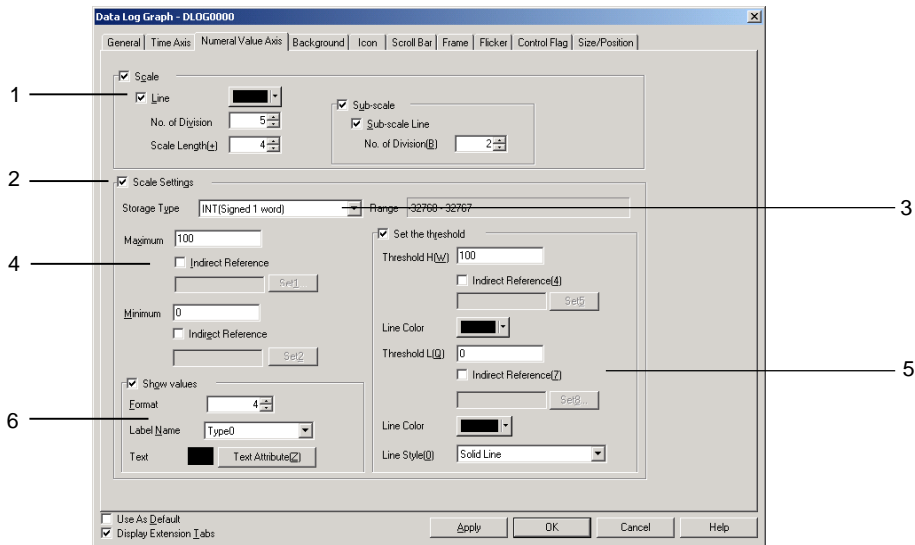 Data Log Graph - DLOG0000
General Time Axis Numeral Value Axis Background Icon Scroll Bar Frame Flicker Control Flag Size/Position
Scale
1
Line
No. of Division 5
Scale Length(+) 4
Sub-scale
Sub-scale Line
No. of Division(B) 2
2
Scale Settings
Storage Type INT(Signed 1 word) Range -32768 - 32767
3
Maximum 100
Indirect Reference
Set1...
4
Minimum 0
Indirect Reference
Set2
Set the threshold
Threshold H(W) 100
Indirect Reference(4)
Set5
Line Color
Threshold L(Q) 0
Indirect Reference(7)
5
Set8...
Line Color
Line Style(0) Solid Line
Show values
Format 4
6
Label Name Type0
Text Text Attribute(Z)
Use As Default
Display Extension Tabs
Apply OK Cancel Help